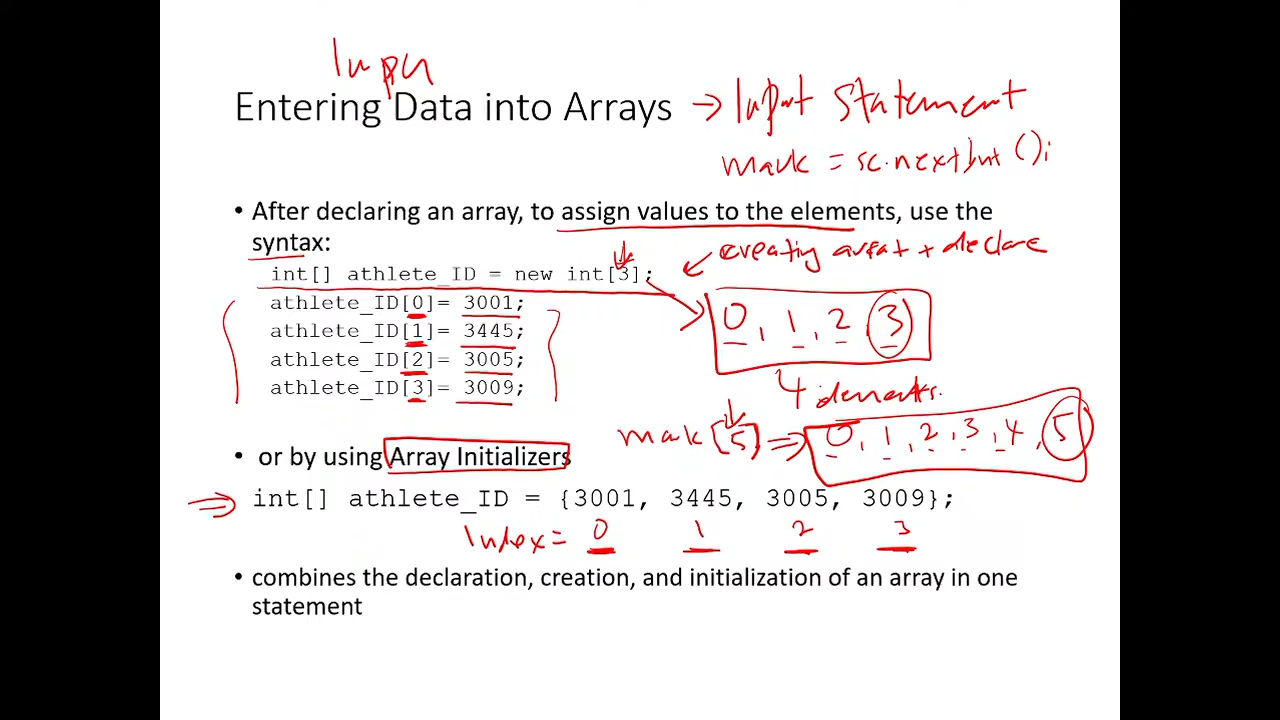 Inpu
Entering Data into Arrays → Input Statement
mark = sc.nextInt();
• After declaring an array, to assign values to the elements, use the
syntax:
creating array + declare
int[] athlete_ID = new int[3];
athlete_ID[0]= 3001;
0, 1, 2, 3
athlete_ID[1]= 3445;
athlete_ID[2]= 3005;
athlete_ID[3]= 3009;
4 elements.
mak[5] ⇒ 0, 1, 2, 3, 4, 5
• or by using Array Initializers
⇒ int[] athlete_ID = {3001, 3445, 3005, 3009};
Index = 0 1 2 3
• combines the declaration, creation, and initialization of an array in one
statement